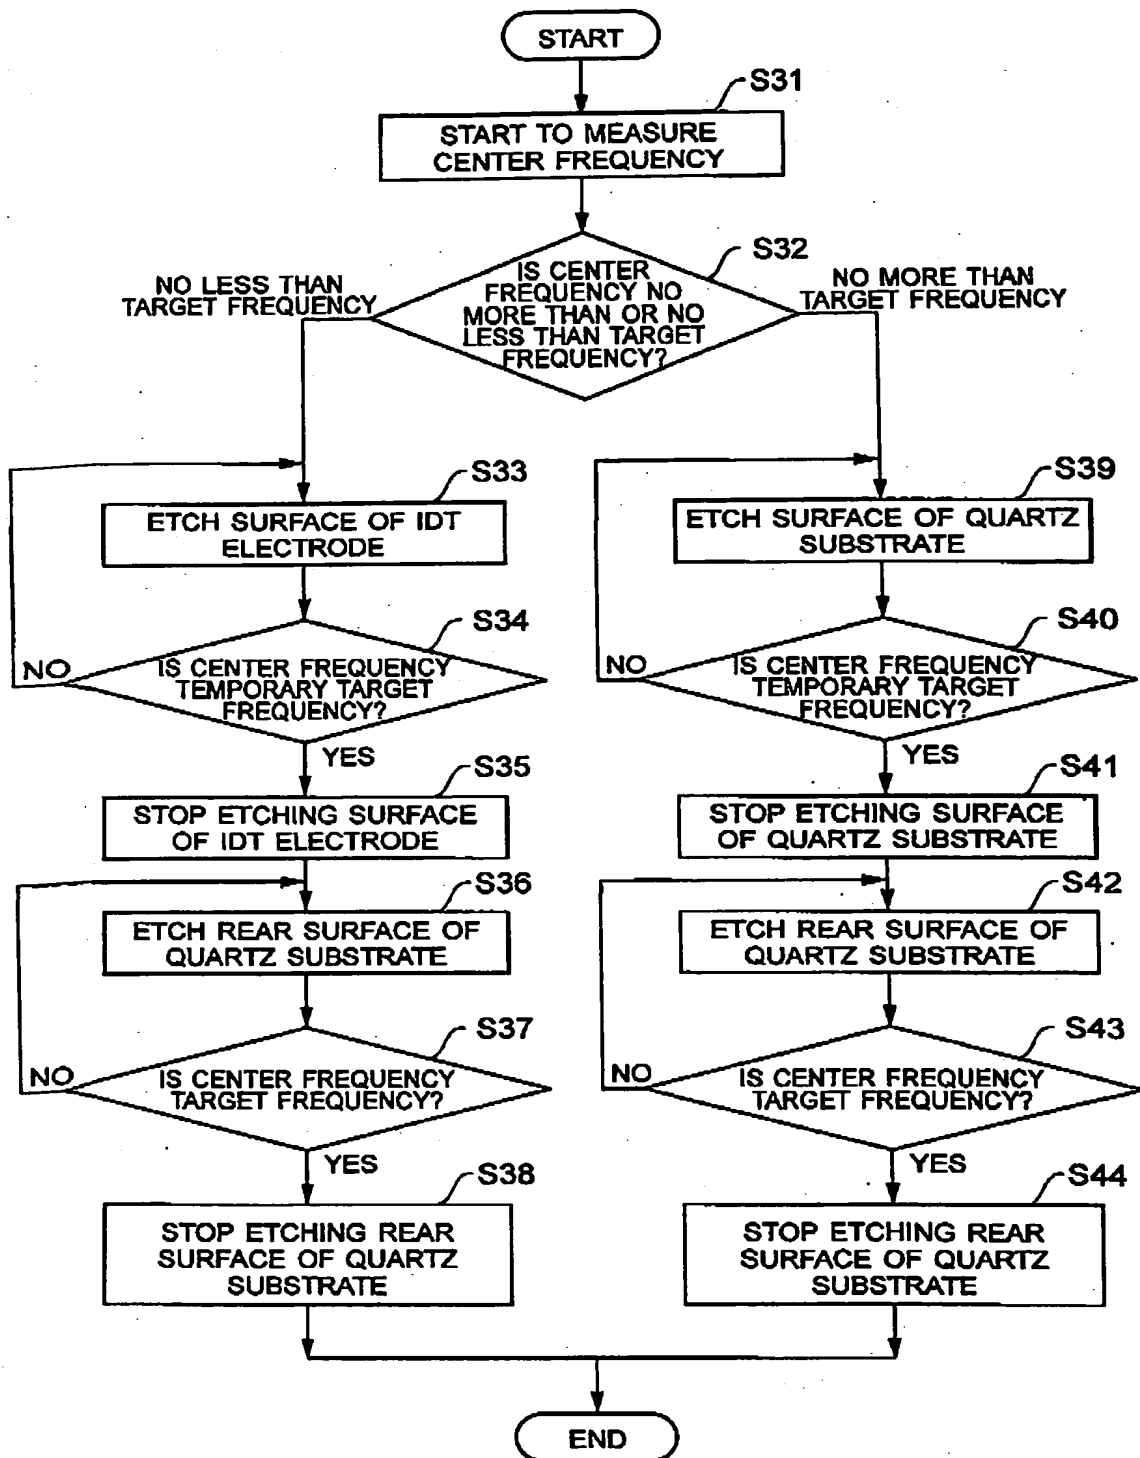 START
S31
START TO MEASURE
CENTER FREQUENCY
S32
IS CENTER
FREQUENCY NO
MORE THAN OR NO
LESS THAN TARGET
FREQUENCY?
NO LESS THAN
TARGET FREQUENCY
NO MORE THAN
TARGET FREQUENCY
S33
ETCH SURFACE OF IDT
ELECTRODE
S34
IS CENTER FREQUENCY
TEMPORARY TARGET
FREQUENCY?
NO
YES
S35
STOP ETCHING SURFACE
OF IDT ELECTRODE
S36
ETCH REAR SURFACE OF
QUARTZ SUBSTRATE
S37
IS CENTER FREQUENCY
TARGET FREQUENCY?
NO
YES
S38
STOP ETCHING REAR
SURFACE OF QUARTZ
SUBSTRATE
S39
ETCH SURFACE OF QUARTZ
SUBSTRATE
S40
IS CENTER FREQUENCY
TEMPORARY TARGET
FREQUENCY?
NO
YES
S41
STOP ETCHING SURFACE
OF QUARTZ SUBSTRATE
S42
ETCH REAR SURFACE OF
QUARTZ SUBSTRATE
S43
IS CENTER FREQUENCY
TARGET FREQUENCY?
NO
YES
S44
STOP ETCHING REAR
SURFACE OF QUARTZ
SUBSTRATE
END